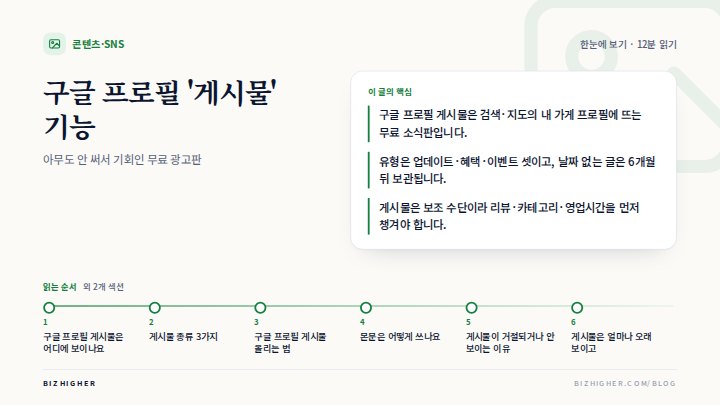 콘텐츠·SNS
한눈에 보기 · 12분 읽기
구글 프로필 '게시물'
기능
아무도 안 써서 기회인 무료 광고판
이 글의 핵심
구글 프로필 게시물은 검색·지도의 내 가게 프로필에 뜨는
무료 소식판입니다.
유형은 업데이트·혜택·이벤트 셋이고, 날짜 없는 글은 6개월
뒤 보관됩니다.
게시물은 보조 수단이라 리뷰·카테고리·영업시간을 먼저
챙겨야 합니다.
읽는 순서 외 2개 섹션
1
구글 프로필 게시물은
어디에 보이나요
2
게시물 종류 3가지
3
구글 프로필 게시물
올리는 법
4
본문은 어떻게 쓰나요
5
게시물이 거절되거나 안
보이는 이유
6
게시물은 얼마나 오래
보이고
BIZHIGHER
BIZHIGHER.COM/BLOG